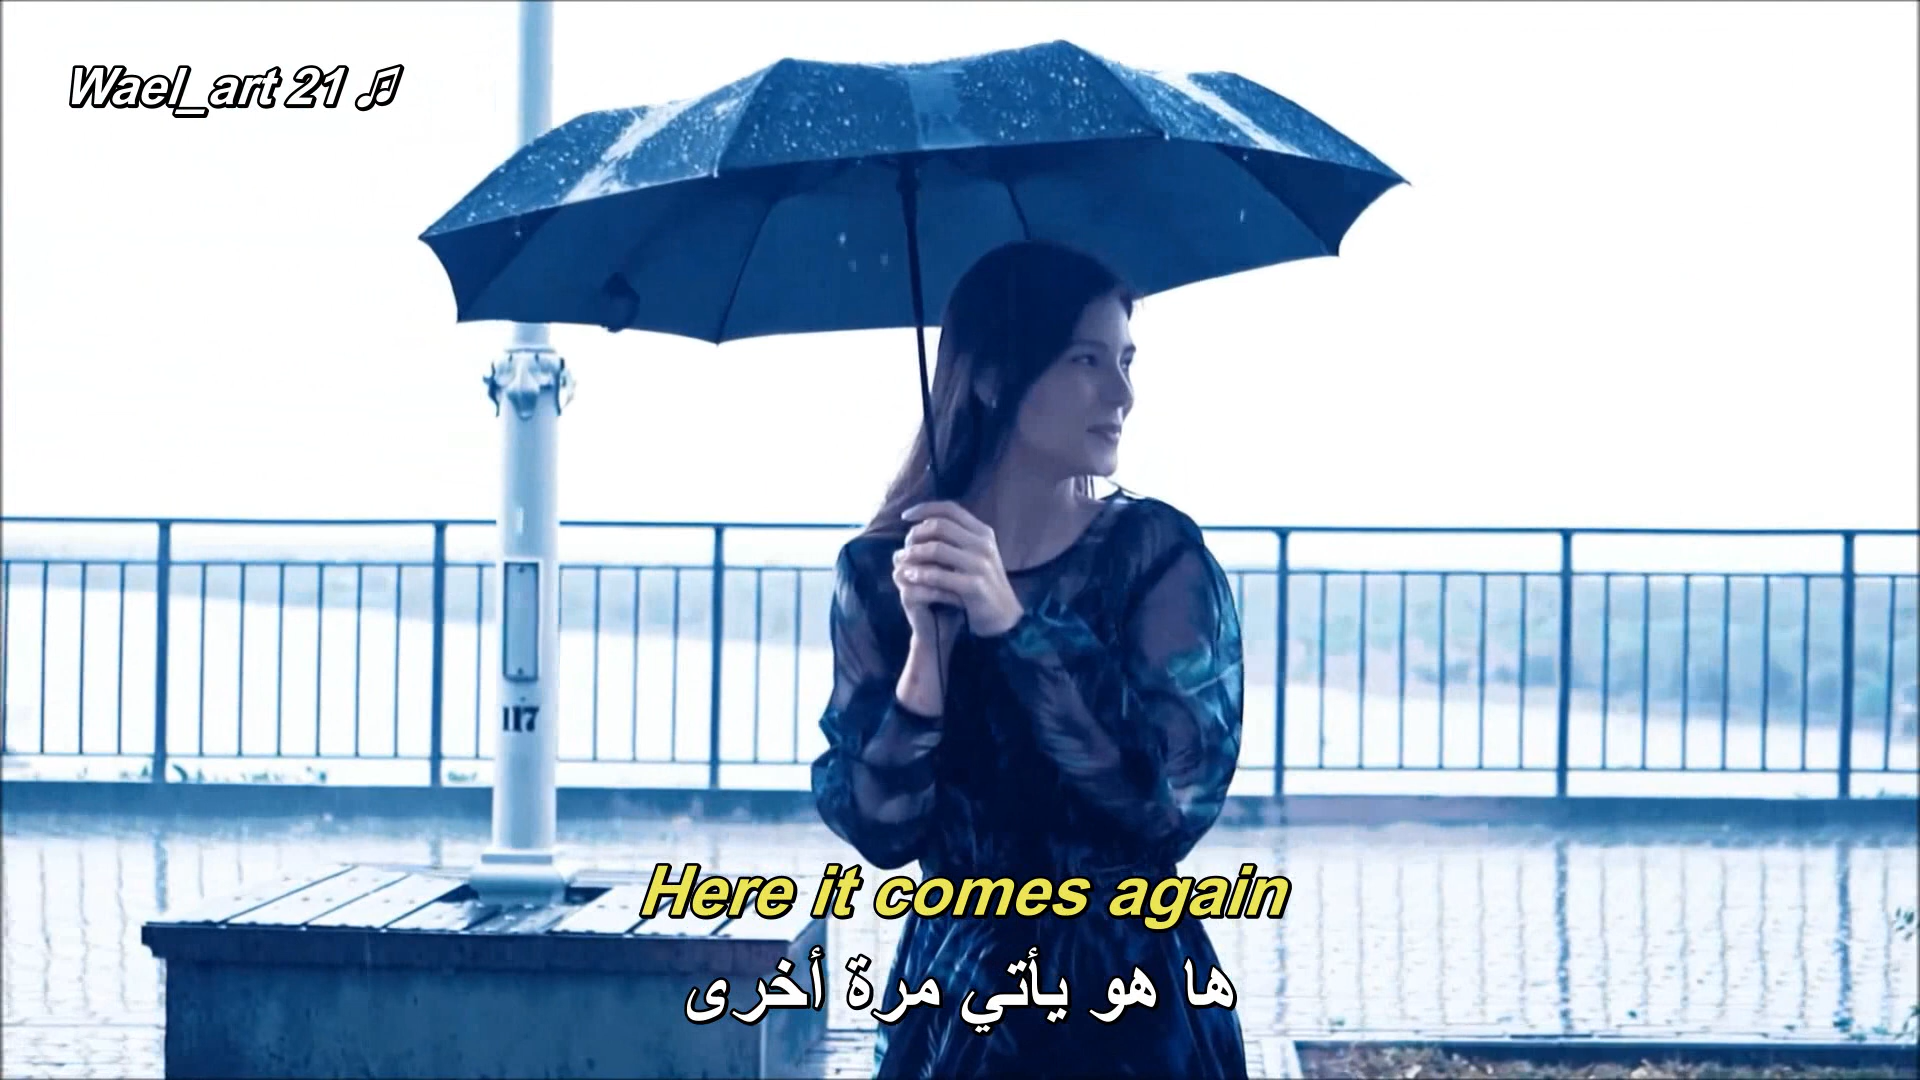 Wael_art 21 ♫
117
Here it comes again
ها هو يأتي مرة أخرى